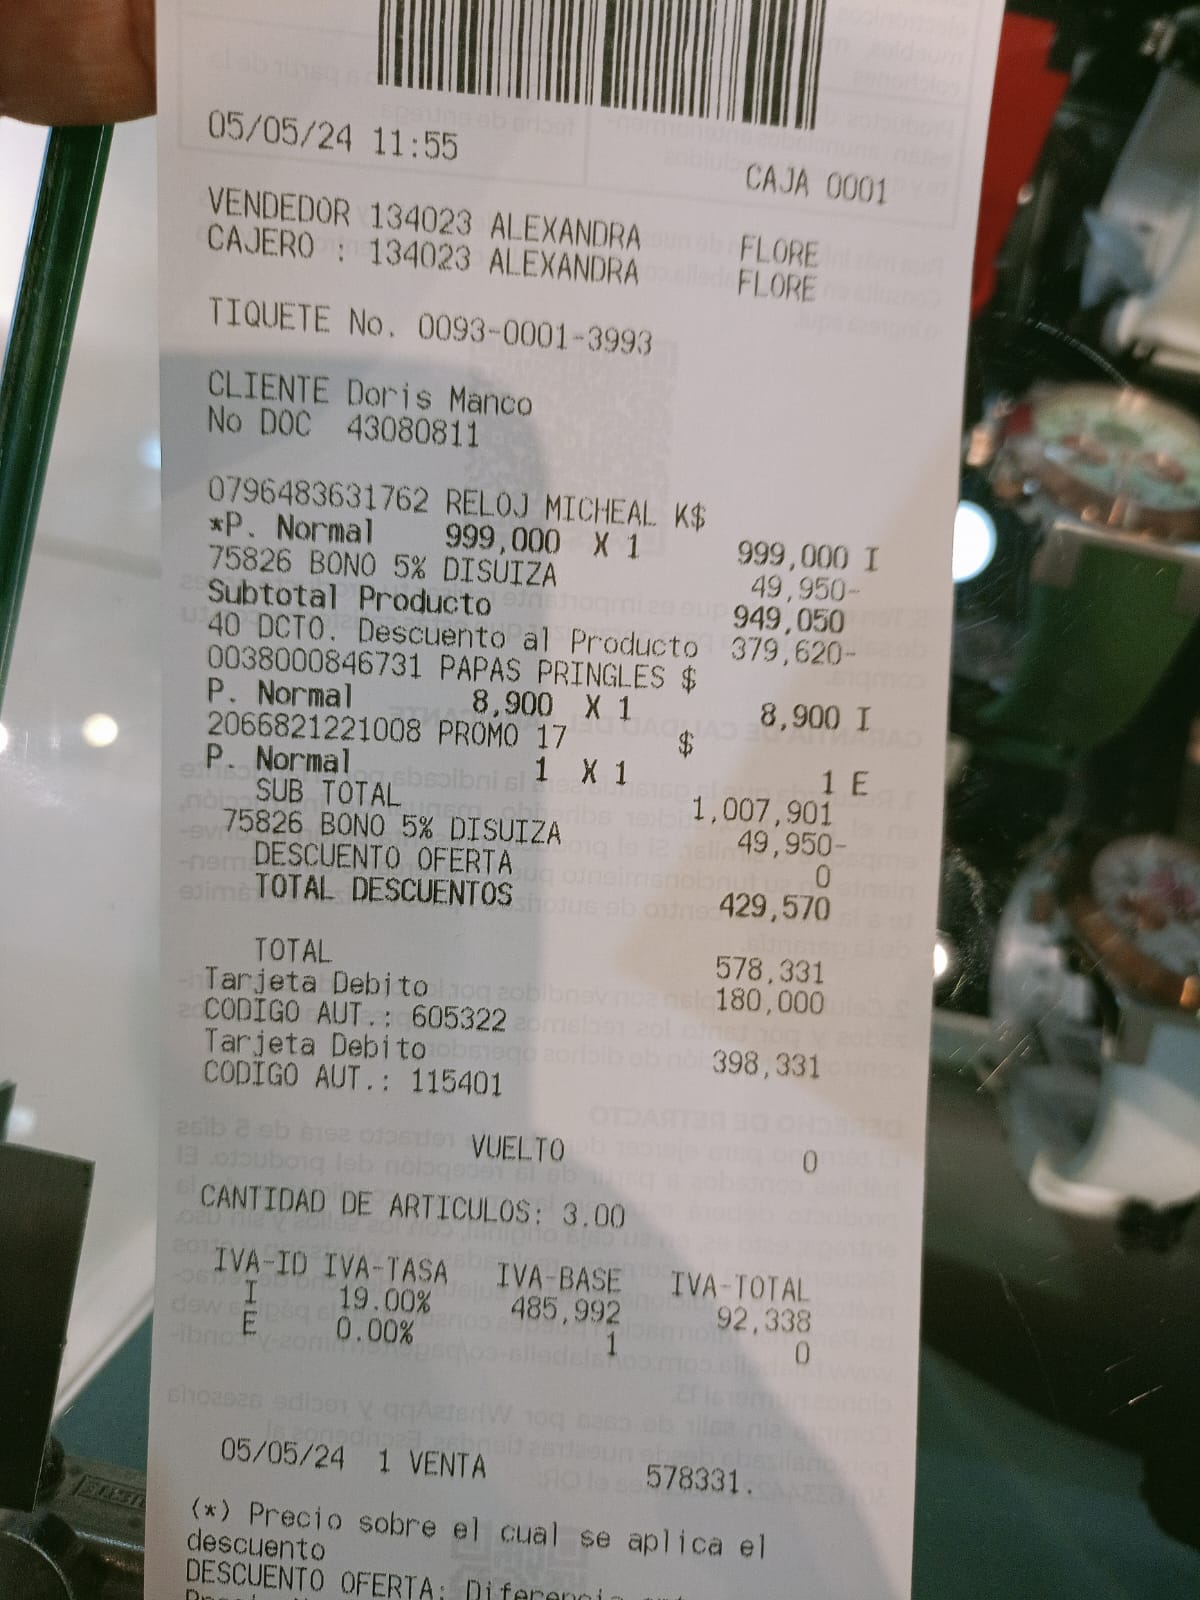 05/05/24 11:55
CAJA 0001
VENDEDOR 134023 ALEXANDRA FLORE
CAJERO : 134023 ALEXANDRA FLORE
TIQUETE No. 0093-0001-3993
CLIENTE Doris Manco
No DOC 43080811
0796483631762 RELOJ MICHEAL K$
*P. Normal 999,000 X 1 999,000 I
75826 BONO 5% DISUIZA 49,950-
Subtotal Producto 949,050
40 DCTO. Descuento al Producto 379,620-
0038000846731 PAPAS PRINGLES $
P. Normal 8,900 X 1 8,900 I
2066821221008 PROMO 17 $
P. Normal 1 X 1 1 E
SUB TOTAL 1,007,901
75826 BONO 5% DISUIZA 49,950-
DESCUENTO OFERTA 0
TOTAL DESCUENTOS 429,570
TOTAL 578,331
Tarjeta Debito 180,000
CODIGO AUT.: 605322
Tarjeta Debito 398,331
CODIGO AUT.: 115401
VUELTO 0
CANTIDAD DE ARTICULOS: 3.00
IVA-ID IVA-TASA IVA-BASE IVA-TOTAL
I 19.00% 485,992 92,338
E 0.00% 1 0
05/05/24 1 VENTA 578331.
(*) Precio sobre el cual se aplica el
descuento
DESCUENTO OFERTA: Diferencia